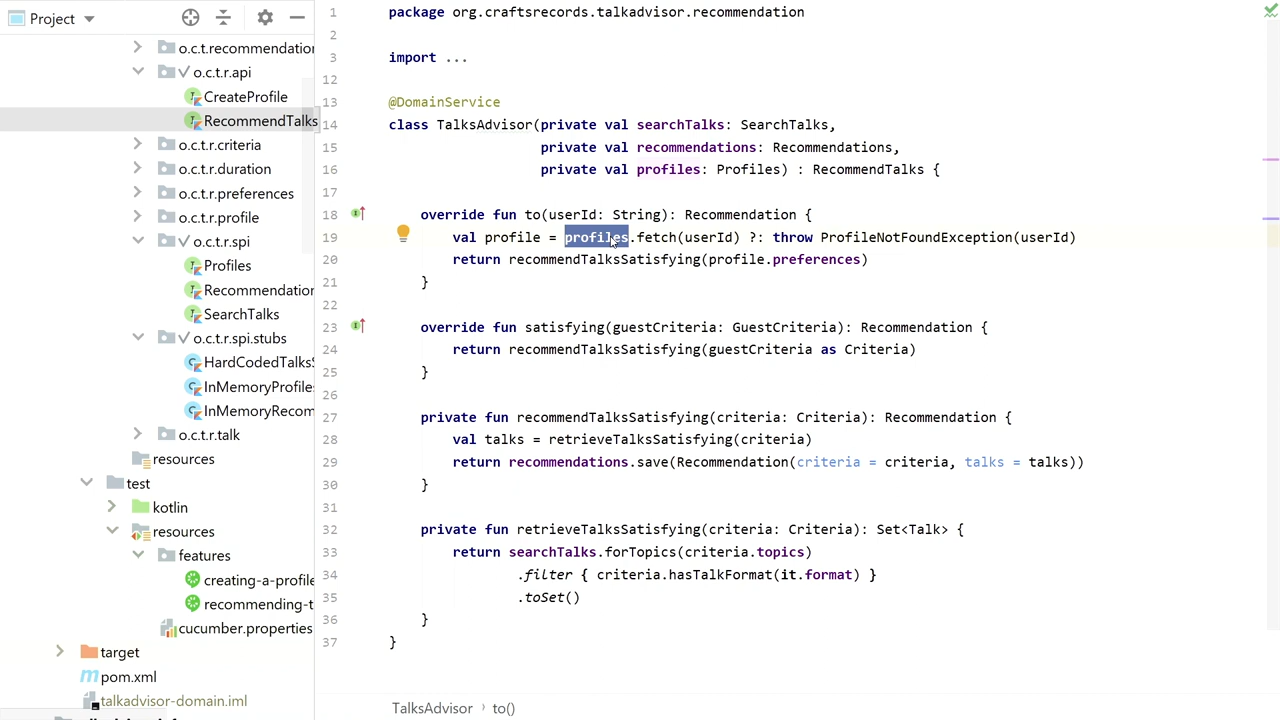 Project
o.c.t.recommendation
o.c.t.r.api
CreateProfile
RecommendTalks
o.c.t.r.criteria
o.c.t.r.duration
o.c.t.r.preferences
o.c.t.r.profile
o.c.t.r.spi
Profiles
Recommendation
SearchTalks
o.c.t.r.spi.stubs
HardCodedTalksS
InMemoryProfile
InMemoryRecom
o.c.t.r.talk
resources
test
kotlin
resources
features
creating-a-profile
recommending-t
cucumber.properties
target
pom.xml
talkadvisor-domain.iml
1 package org.craftsrecords.talkadvisor.recommendation
2
3 import ...
12
13 @DomainService
14 class TalksAdvisor(private val searchTalks: SearchTalks,
15 private val recommendations: Recommendations,
16 private val profiles: Profiles) : RecommendTalks {
17
18 override fun to(userId: String): Recommendation {
19 val profile = profiles.fetch(userId) ?: throw ProfileNotFoundException(userId)
20 return recommendTalksSatisfying(profile.preferences)
21 }
22
23 override fun satisfying(guestCriteria: GuestCriteria): Recommendation {
24 return recommendTalksSatisfying(guestCriteria as Criteria)
25 }
26
27 private fun recommendTalksSatisfying(criteria: Criteria): Recommendation {
28 val talks = retrieveTalksSatisfying(criteria)
29 return recommendations.save(Recommendation(criteria = criteria, talks = talks))
30 }
31
32 private fun retrieveTalksSatisfying(criteria: Criteria): Set<Talk> {
33 return searchTalks.forTopics(criteria.topics)
34 .filter { criteria.hasTalkFormat(it.format) }
35 .toSet()
36 }
37 }
TalksAdvisor › to()